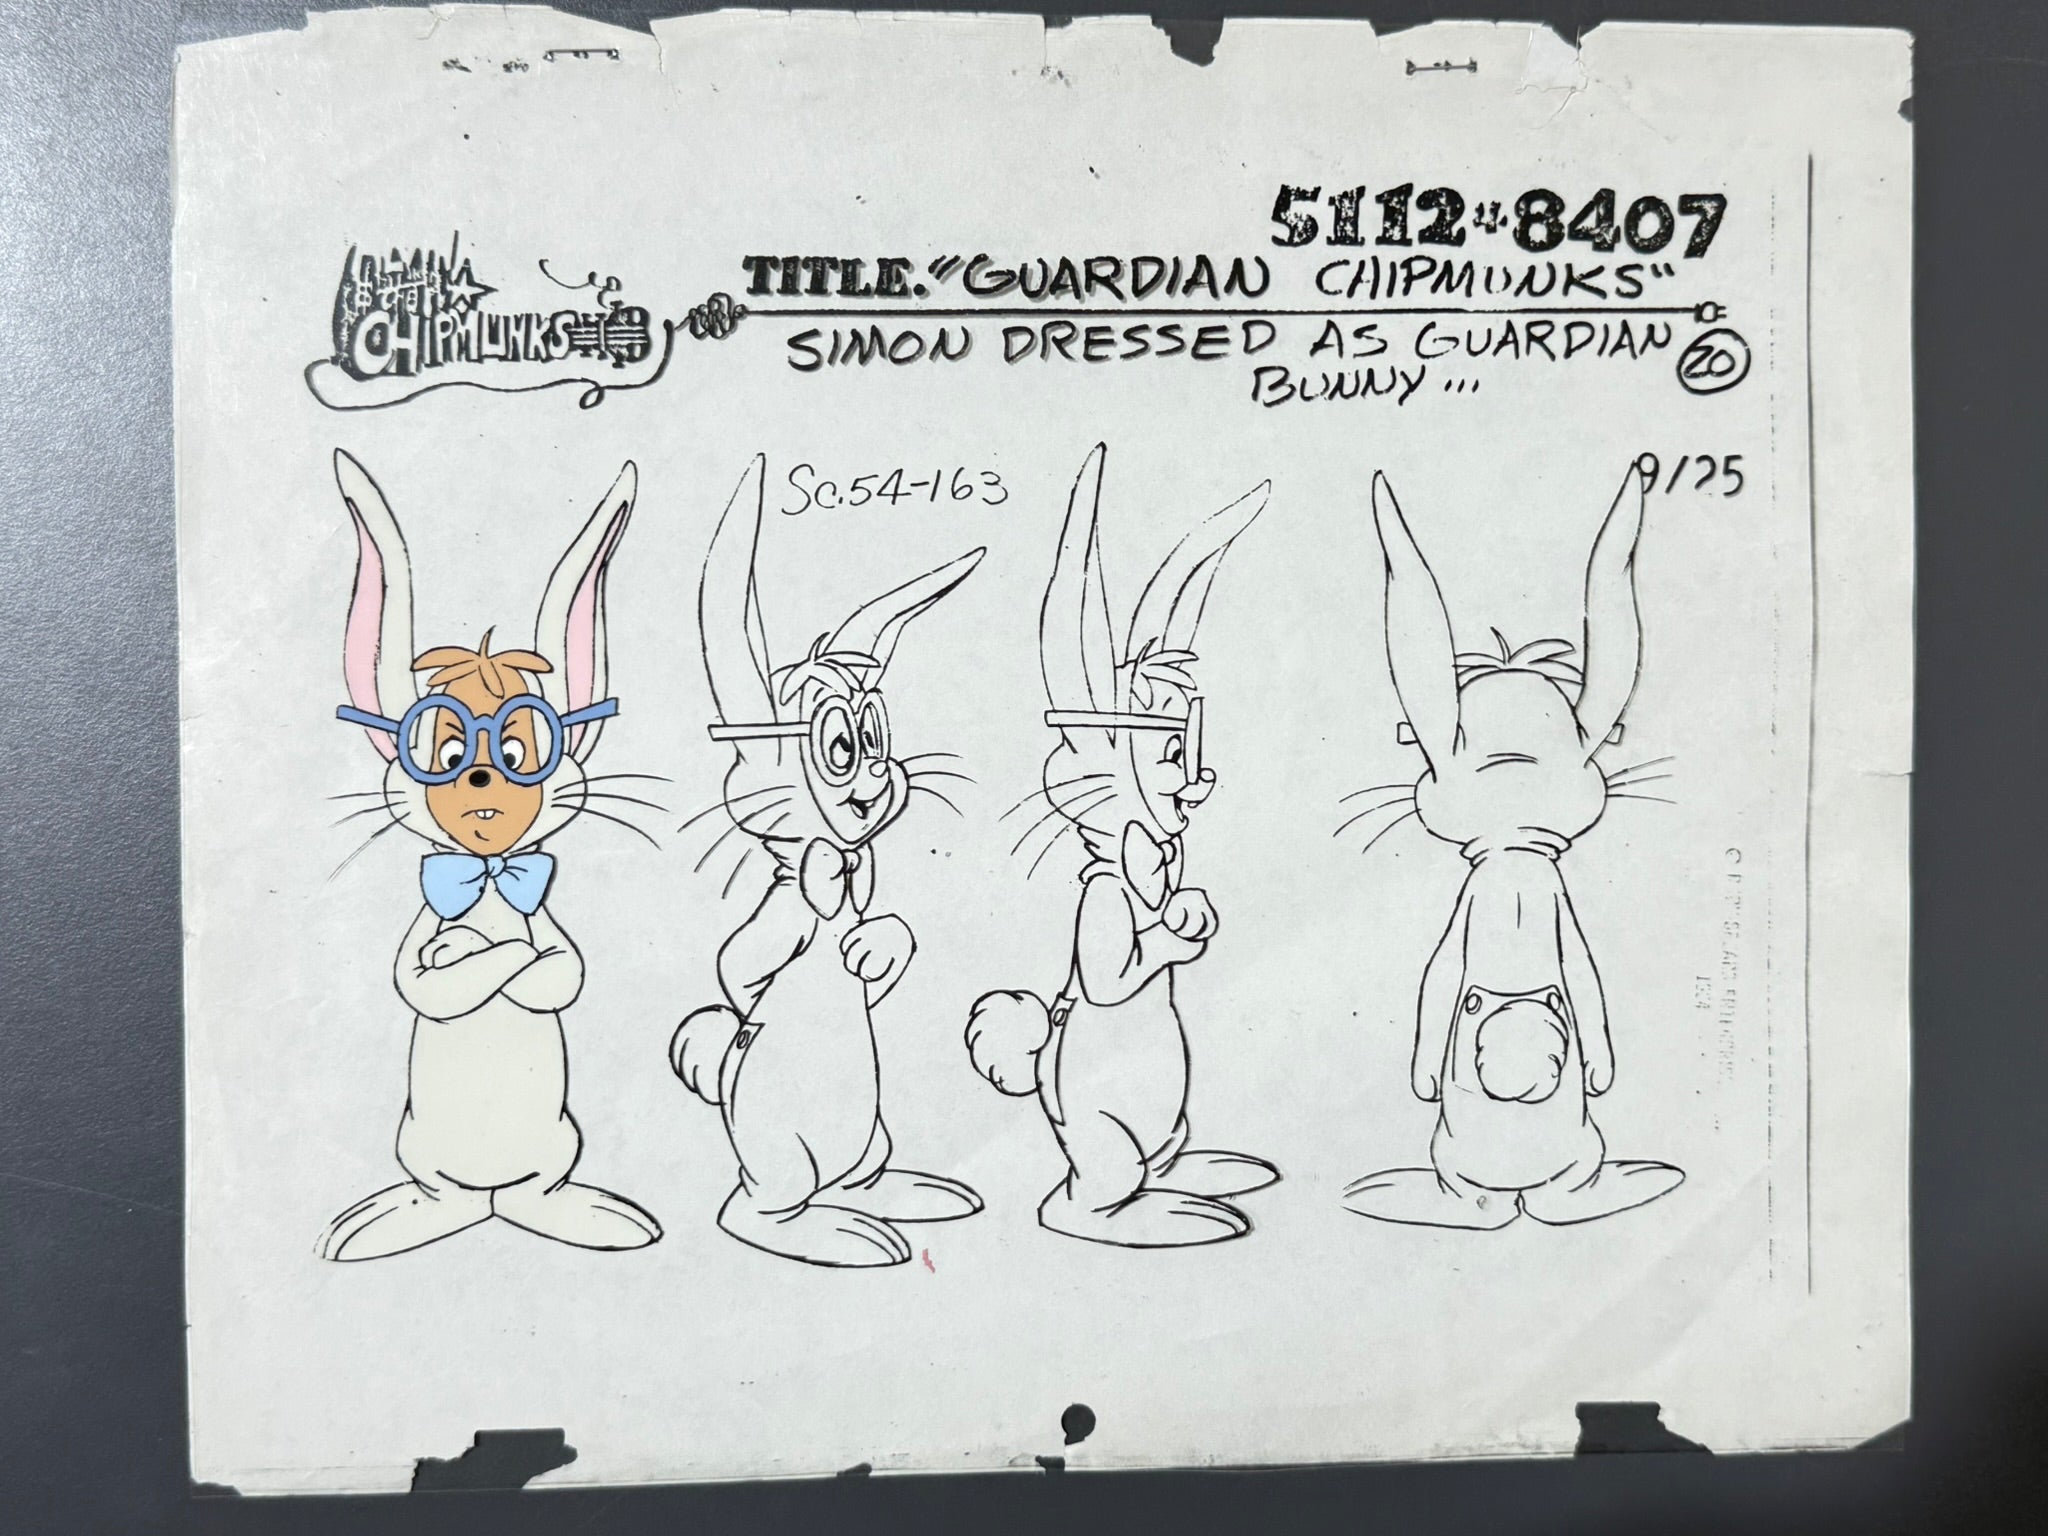 5112-8407
TITLE. "GUARDIAN CHIPMUNKS"
CHIPMUNKS
SIMON DRESSED AS GUARDIAN
BUNNY...
20
Sc. 54-163
9/25